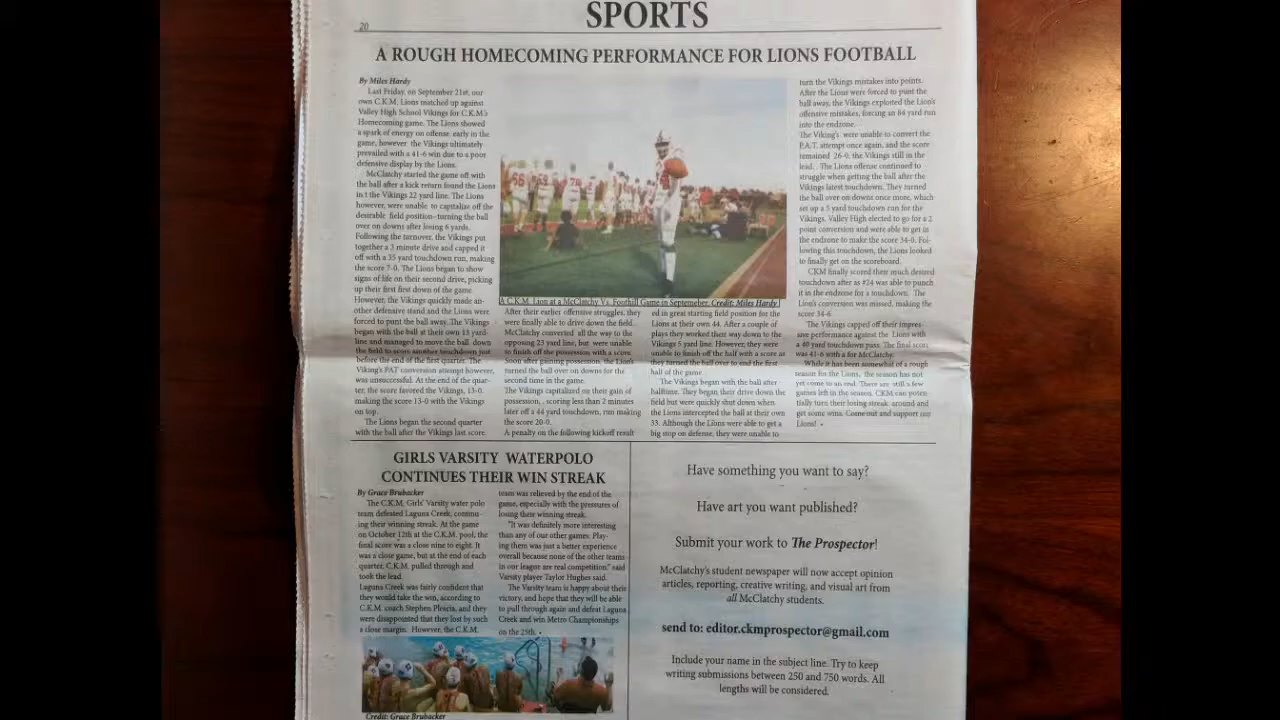 20
SPORTS
A ROUGH HOMECOMING PERFORMANCE FOR LIONS FOOTBALL
By Miles Hardy
Last Friday, on September 21st, our
own C.K.M. Lions matched up against
Valley High School Vikings for C.K.M's
Homecoming game. The Lions showed
a spark of energy on offense early in the
game, however the Vikings ultimately
prevailed with a 41-6 win due to a poor
defensive display by the Lions.
McClatchy started the game off with
the ball after a kick return found the Lions
in t the Vikings 22 yard line. The Lions
however, were unable to capitalize off the
desirable field position--turning the ball
over on downs after losing 6 yards.
Following the turnover, the Vikings put
together a 3 minute drive and capped it
off with a 35 yard touchdown run, making
the score 7-0. The Lions began to show
signs of life on their second drive, picking
up their first first down of the game.
However, the Vikings quickly made an-
other defensive stand and the Lions were
forced to punt the ball away. The Vikings
began with the ball at their own 13 yard-
line and managed to move the ball down
the field to score another touchdown just
before the end of the first quarter. The
Viking's PAT conversion attempt however,
was unsuccessful. At the end of the quar-
ter, the score favored the Vikings, 13-0.
making the score 13-0 with the Vikings
on top.
The Lions began the second quarter
with the ball after the Vikings last score.
A C.K.M. Lion at a McClatchy Vs. Foothill Game in Septemeber. Credit: Miles Hardy
After their earlier offensive struggles, they
were finally able to drive down the field.
McClatchy converted all the way to the
opposing 23 yard line, but were unable
to finish off the possession with a score.
Soon after gaining possession, the Lion's
turned the ball over on downs for the
second time in the game.
The Vikings capitalized on their gain of
possession, , scoring less than 2 minutes
later off a 44 yard touchdown, run making
the score 20-0.
A penalty on the following kickoff result
ed in great starting field position for the
Lions at their own 44. After a couple of
plays they worked their way down to the
Vikings 5 yard line. However, they were
unable to finish off the half with a score as
they turned the ball over to end the first
half of the game.
The Vikings began with the ball after
halftime. They began their drive down the
field but were quickly shut down when
the Lions intercepted the ball at their own
33. Although the Lions were able to get a
big stop on defense, they were unable to
turn the Vikings mistakes into points.
After the Lions were forced to punt the
ball away, the Vikings exploited the Lion's
offensive mistakes, forcing an 84 yard run
into the endzone.
The Viking's were unable to convert the
P.A.T. attempt once again, and the score
remained 26-0, the Vikings still in the
lead. The Lions offense continued to
struggle when getting the ball after the
Vikings latest touchdown. They turned
the ball over on downs once more, which
set up a 5 yard touchdown run for the
Vikings. Valley High elected to go for a 2
point conversion and were able to get in
the endzone to make the score 34-0. Fol-
lowing this touchdown, the Lions looked
to finally get on the scoreboard.
CKM finally scored their much desired
touchdown after as #24 was able to punch
it in the endzone for a touchdown. The
Lion's conversion was missed, making the
score 34-6.
The Vikings capped off their impres-
sive performance against the Lions with
a 40 yard touchdown pass. The final score
was 41-6 with a for McClatchy.
While it has been somewhat of a rough
season for the Lions, the season has not
yet come to an end. There are still a few
games left in the season. CKM can poten-
tially turn their losing streak around and
get some wins. Come out and support our
Lions! •
GIRLS VARSITY WATERPOLO
CONTINUES THEIR WIN STREAK
By Grace Brubacker
The C.K.M. Girls' Varsity water polo
team defeated Laguna Creek, continu-
ing their winning streak. At the game
on October 12th at the C.K.M. pool, the
final score was a close nine to eight. It
was a close game, but at the end of each
quarter, C.K.M. pulled through and
took the lead.
Laguna Creek was fairly confident that
they would take the win, according to
C.K.M. coach Stephen Plescia, and they
were disappointed that they lost by such
a close margin. However, the C.K.M.
team was relieved by the end of the
game, especially with the pressures of
losing their winning streak.
"It was definitely more interesting
than any of our other games. Play-
ing them was just a better experience
overall because none of the other teams
in our league are real competition," said
Varsity player Taylor Hughes said.
The Varsity team is happy about their
victory, and hope that they will be able
to pull through again and defeat Laguna
Creek and win Metro Championships
on the 25th. •
Credit: Grace Brubacker
Have something you want to say?
Have art you want published?
Submit your work to The Prospector!
McClatchy's student newspaper will now accept opinion
articles, reporting, creative writing, and visual art from
all McClatchy students.
send to: editor.ckmprospector@gmail.com
Include your name in the subject line. Try to keep
writing submissions between 250 and 750 words. All
lengths will be considered.